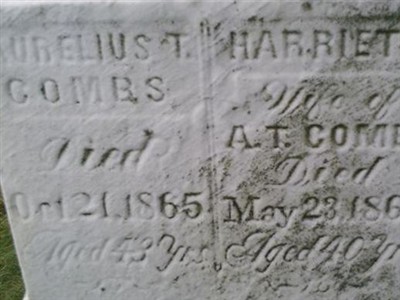 URELIUS T.
COMBS
Died
Oct 21, 1865
Aged 43 Yrs
HARRIET
Wife of
A. T. COMB
Died
May 23, 186
Aged 40 Yr